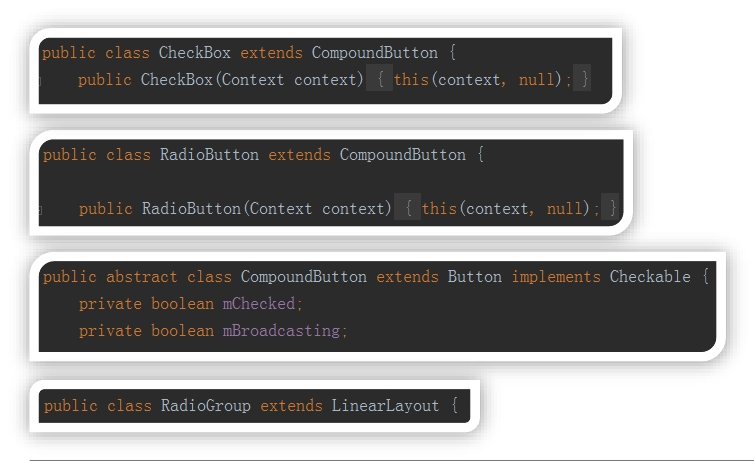 public class CheckBox extends CompoundButton {
public CheckBox(Context context) { this(context, null); }
public class RadioButton extends CompoundButton {
public RadioButton(Context context) { this(context, null); }
public abstract class CompoundButton extends Button implements Checkable {
private boolean mChecked;
private boolean mBroadcasting;
public class RadioGroup extends LinearLayout {